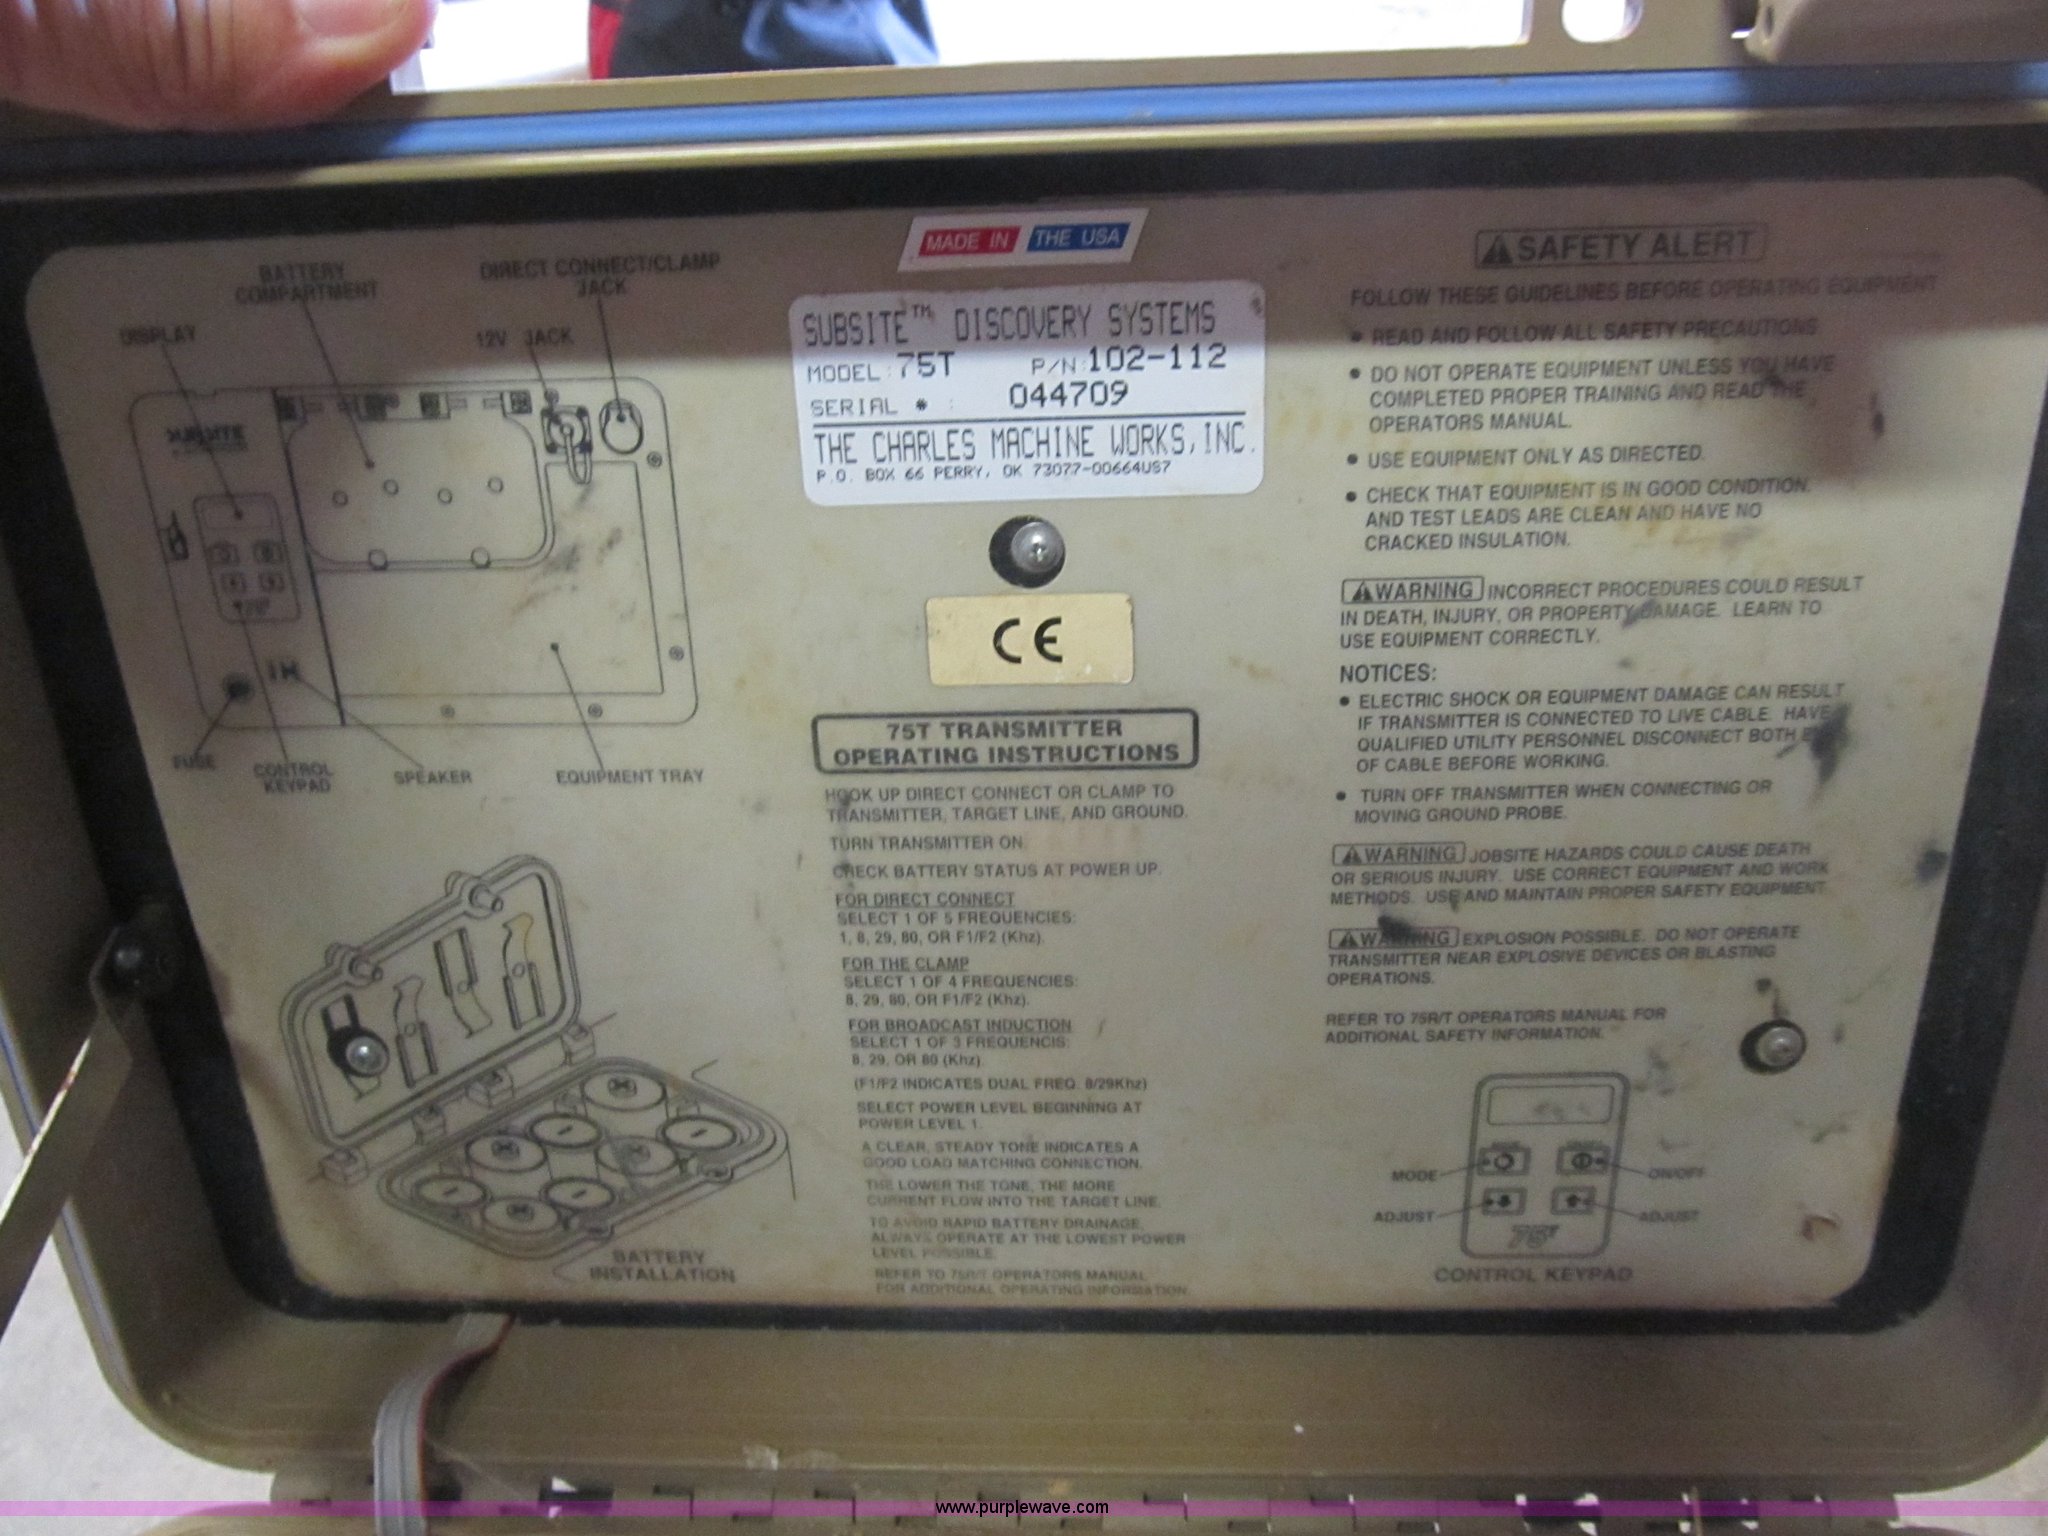 MADE IN THE USA
SUBSITE™ DISCOVERY SYSTEMS
MODEL: 75T P/N: 102-112
SERIAL # : 044709
THE CHARLES MACHINE WORKS, INC.
P.O. BOX 66 PERRY, OK 73077-00664US7
CE
BATTERY
COMPARTMENT
DIRECT CONNECT/CLAMP
JACK
DISPLAY
12V JACK
FUSE
CONTROL
KEYPAD
SPEAKER
EQUIPMENT TRAY
BATTERY
INSTALLATION
75T TRANSMITTER
OPERATING INSTRUCTIONS
HOOK UP DIRECT CONNECT OR CLAMP TO
TRANSMITTER, TARGET LINE, AND GROUND.
TURN TRANSMITTER ON.
CHECK BATTERY STATUS AT POWER UP.
FOR DIRECT CONNECT
SELECT 1 OF 5 FREQUENCIES:
1, 8, 29, 80, OR F1/F2 (Khz).
FOR THE CLAMP
SELECT 1 OF 4 FREQUENCIES:
8, 29, 80, OR F1/F2 (Khz).
FOR BROADCAST INDUCTION
SELECT 1 OF 3 FREQUENCIS:
8, 29, OR 80 (Khz)
(F1/F2 INDICATES DUAL FREQ. 8/29Khz)
SELECT POWER LEVEL BEGINNING AT
POWER LEVEL 1.
A CLEAR, STEADY TONE INDICATES A
GOOD LOAD MATCHING CONNECTION.
THE LOWER THE TONE, THE MORE
CURRENT FLOW INTO THE TARGET LINE.
TO AVOID RAPID BATTERY DRAINAGE,
ALWAYS OPERATE AT THE LOWEST POWER
LEVEL POSSIBLE.
REFER TO 75R/T OPERATORS MANUAL
FOR ADDITIONAL OPERATING INFORMATION.
SAFETY ALERT
FOLLOW THESE GUIDELINES BEFORE OPERATING EQUIPMENT
• READ AND FOLLOW ALL SAFETY PRECAUTIONS
• DO NOT OPERATE EQUIPMENT UNLESS YOU HAVE
COMPLETED PROPER TRAINING AND READ THE
OPERATORS MANUAL.
• USE EQUIPMENT ONLY AS DIRECTED.
• CHECK THAT EQUIPMENT IS IN GOOD CONDITION.
AND TEST LEADS ARE CLEAN AND HAVE NO
CRACKED INSULATION.
WARNING INCORRECT PROCEDURES COULD RESULT
IN DEATH, INJURY, OR PROPERTY DAMAGE. LEARN TO
USE EQUIPMENT CORRECTLY.
NOTICES:
• ELECTRIC SHOCK OR EQUIPMENT DAMAGE CAN RESULT
IF TRANSMITTER IS CONNECTED TO LIVE CABLE. HAVE
QUALIFIED UTILITY PERSONNEL DISCONNECT BOTH
OF CABLE BEFORE WORKING.
• TURN OFF TRANSMITTER WHEN CONNECTING OR
MOVING GROUND PROBE.
WARNING JOBSITE HAZARDS COULD CAUSE DEATH
OR SERIOUS INJURY. USE CORRECT EQUIPMENT AND WORK
METHODS. USE AND MAINTAIN PROPER SAFETY EQUIPMENT.
WARNING EXPLOSION POSSIBLE. DO NOT OPERATE
TRANSMITTER NEAR EXPLOSIVE DEVICES OR BLASTING
OPERATIONS.
REFER TO 75R/T OPERATORS MANUAL FOR
ADDITIONAL SAFETY INFORMATION.
MODE
ON/OFF
ADJUST
ADJUST
75T
CONTROL KEYPAD
www.purplewave.com